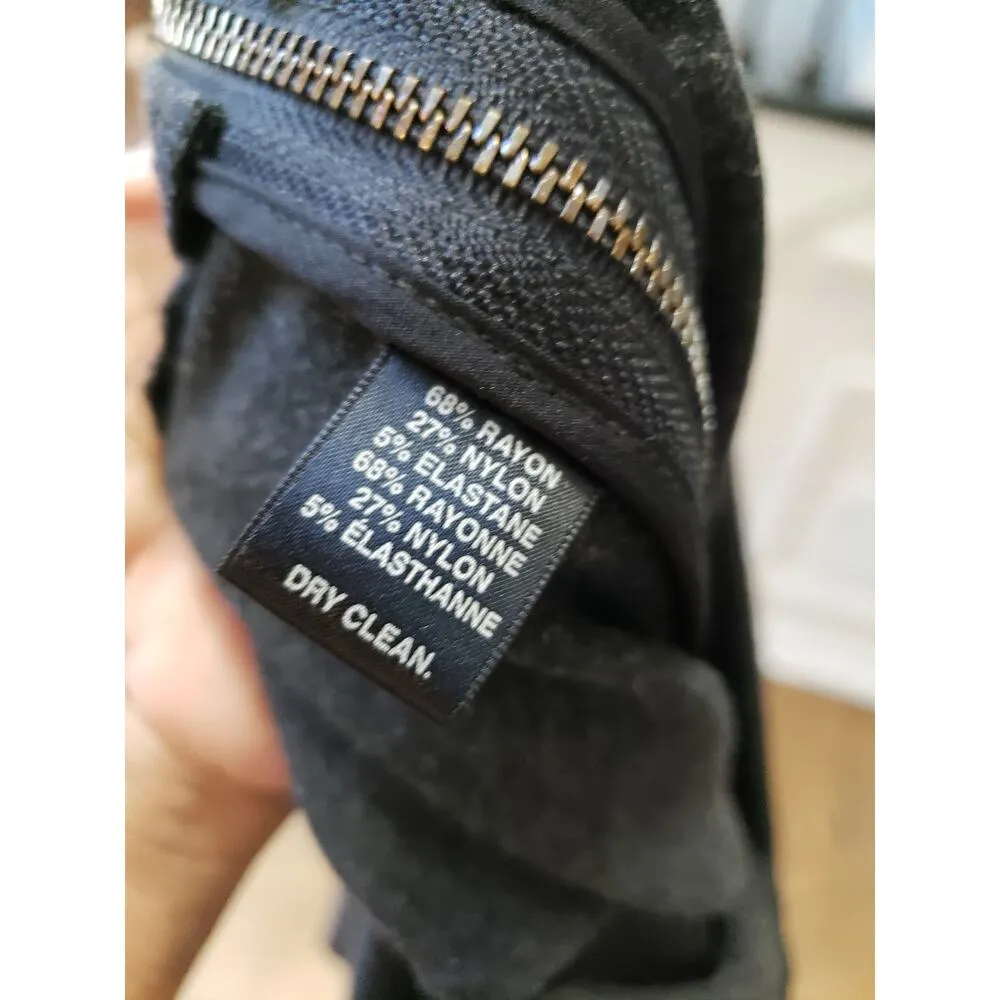 68% RAYON
27% NYLON
5% ELASTANE
68% RAYONNE
27% NYLON
5% ÉLASTHANNE
DRY CLEAN.